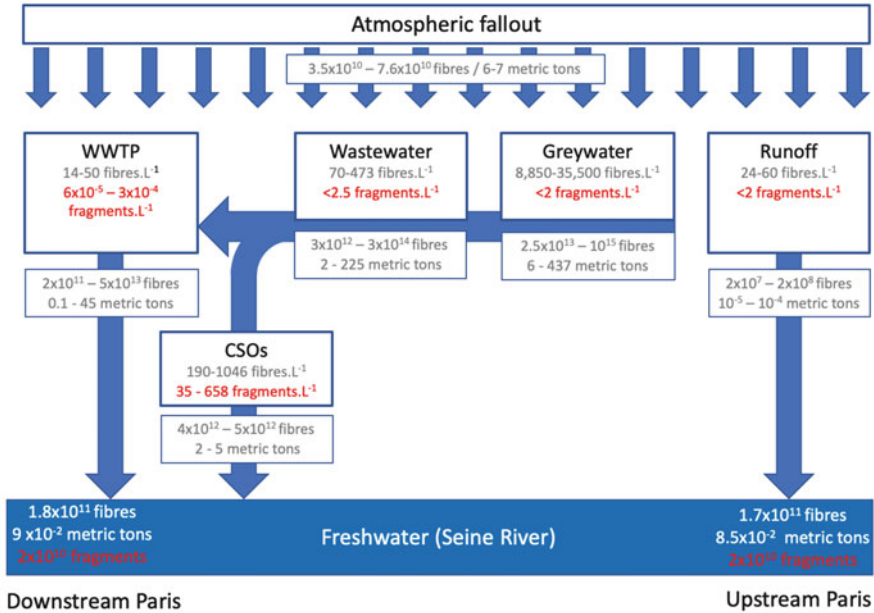 Atmospheric fallout
3.5x10¹⁰ – 7.6x10¹⁰ fibres / 6-7 metric tons
WWTP
14-50 fibres.L⁻¹
6x10⁻⁵ – 3x10⁻⁴
fragments.L⁻¹
Wastewater
70-473 fibres.L⁻¹
<2.5 fragments.L⁻¹
Greywater
8,850-35,500 fibres.L⁻¹
<2 fragments.L⁻¹
Runoff
24-60 fibres.L⁻¹
<2 fragments.L⁻¹
3x10¹² – 3x10¹⁴ fibres
2 - 225 metric tons
2.5x10¹³ – 10¹⁵ fibres
6 - 437 metric tons
2x10¹¹ – 5x10¹³ fibres
0.1 - 45 metric tons
2x10⁷ – 2x10⁸ fibres
10⁻⁵ – 10⁻⁴ metric tons
CSOs
190-1046 fibres.L⁻¹
35 - 658 fragments.L⁻¹
4x10¹² – 5x10¹² fibres
2 - 5 metric tons
1.8x10¹¹ fibres
9 x10⁻² metric tons
2x10¹⁰ fragments
Freshwater (Seine River)
1.7x10¹¹ fibres
8.5x10⁻² metric tons
2x10¹⁰ fragments
Downstream Paris
Upstream Paris